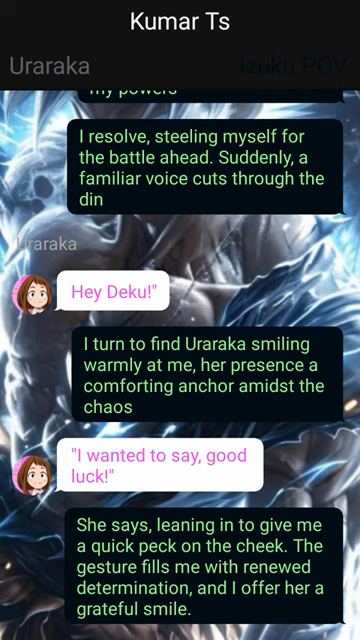 Kumar Ts
Uraraka
Izuku POV
my powers
I resolve, steeling myself for
the battle ahead. Suddenly, a
familiar voice cuts through the
din
Uraraka
Hey Deku!"
I turn to find Uraraka smiling
warmly at me, her presence a
comforting anchor amidst the
chaos
"I wanted to say, good
luck!"
She says, leaning in to give me
a quick peck on the cheek. The
gesture fills me with renewed
determination, and I offer her a
grateful smile.